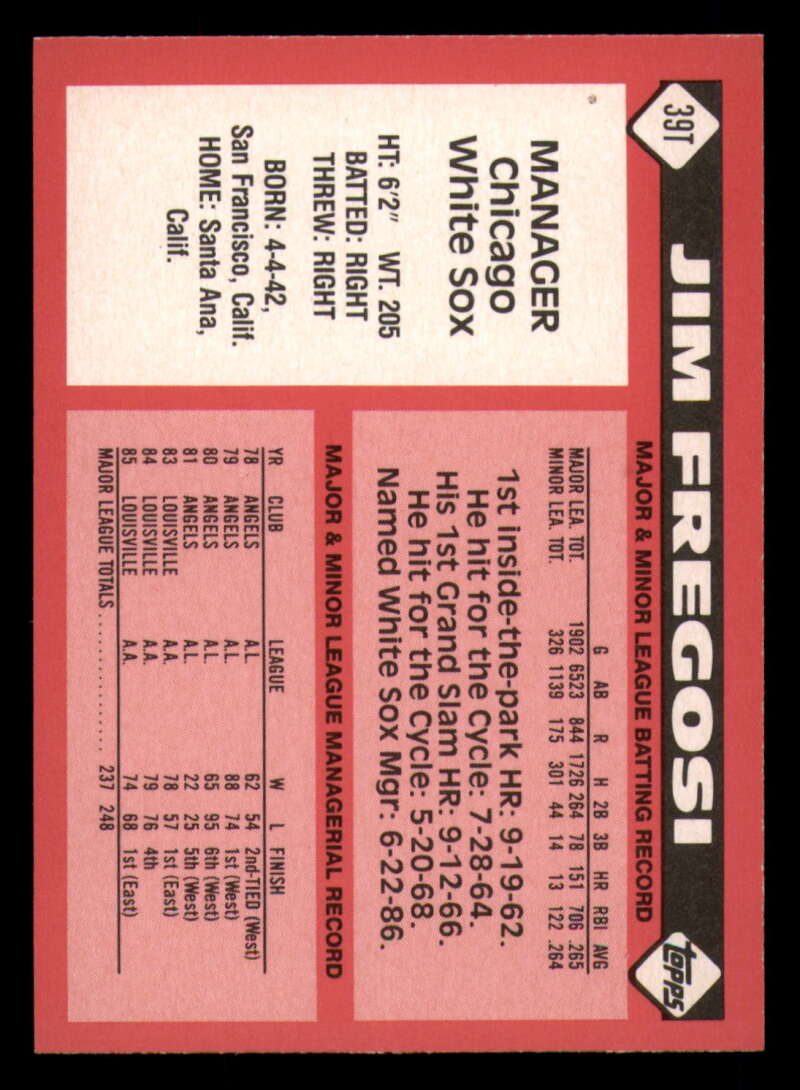 39T
JIM FREGOSI
topps
MANAGER
Chicago
White Sox
HT: 6'2" WT. 205
BATTED: RIGHT
THREW: RIGHT
BORN: 4-4-42,
San Francisco, Calif.
HOME: Santa Ana,
Calif.
MAJOR & MINOR LEAGUE BATTING RECORD
G AB R H 2B 3B HR RBI AVG
MAJOR LEA. TOT. 1902 6523 844 1726 264 78 151 706 .265
MINOR LEA. TOT. 326 1139 175 301 44 14 13 122 .264
1st inside-the-park HR: 9-19-62.
He hit for the Cycle: 7-28-64.
His 1st Grand Slam HR: 9-12-66.
He hit for the Cycle: 5-20-68.
Named White Sox Mgr: 6-22-86.
MAJOR & MINOR LEAGUE MANAGERIAL RECORD
YR CLUB LEAGUE W L FINISH
78 ANGELS A.L. 62 54 2nd-TIED (West)
79 ANGELS A.L. 88 74 1st (West)
80 ANGELS A.L. 65 95 6th (West)
81 ANGELS A.L. 22 25 5th (West)
83 LOUISVILLE A.A. 78 57 1st (East)
84 LOUISVILLE A.A. 79 76 4th
85 LOUISVILLE A.A. 74 68 1st (East)
MAJOR LEAGUE TOTALS .................. 237 248